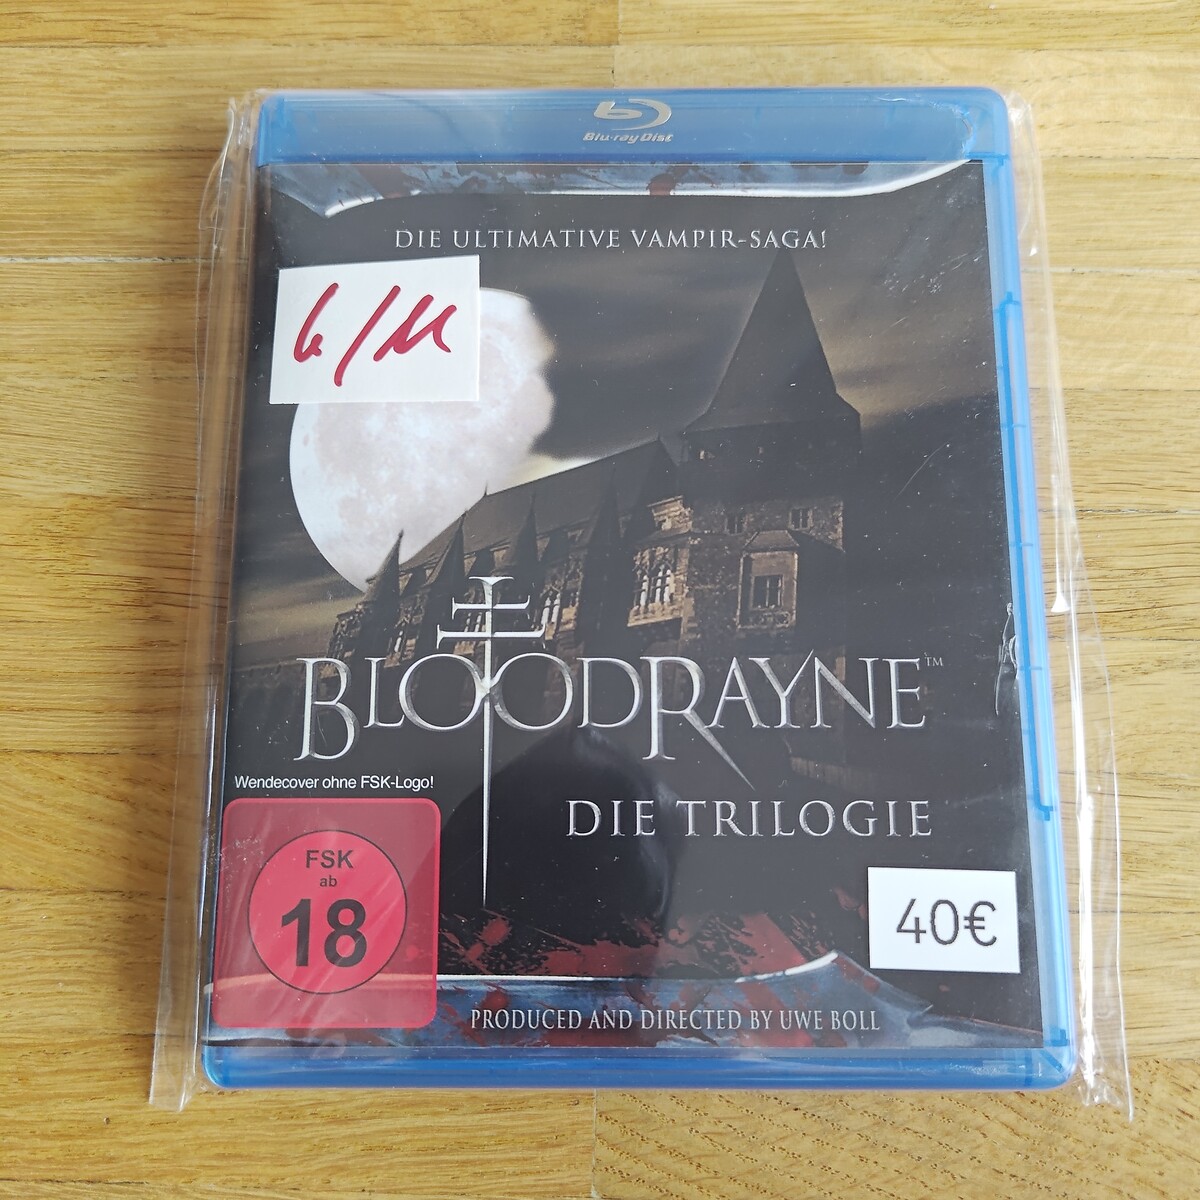 Blu-ray Disc
DIE ULTIMATIVE VAMPIR-SAGA!
BLOODRAYNE™
DIE TRILOGIE
Wendecover ohne FSK-Logo!
FSK
ab
18
40€
PRODUCED AND DIRECTED BY UWE BOLL